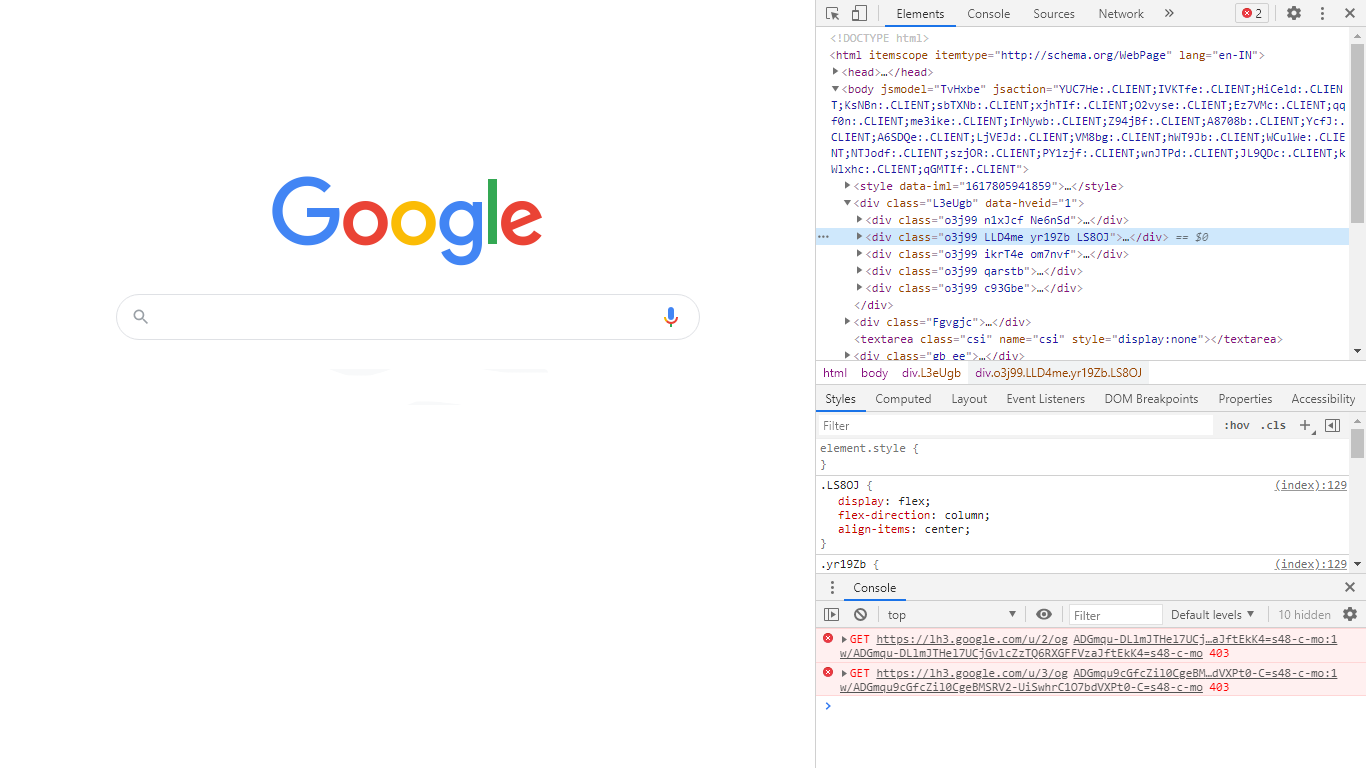 Google
Elements Console Sources Network » 2
<!DOCTYPE html>
<html itemscope itemtype="http://schema.org/WebPage" lang="en-IN">
<head>…</head>
<body jsmodel="TvHxbe" jsaction="YUC7He:.CLIENT;IVKTfe:.CLIENT;HiCeld:.CLIEN
T;KsNBn:.CLIENT;sbTXNb:.CLIENT;xjhTIf:.CLIENT;O2vyse:.CLIENT;Ez7VMc:.CLIENT;qq
f0n:.CLIENT;me3ike:.CLIENT;IrNywb:.CLIENT;Z94jBf:.CLIENT;A8708b:.CLIENT;YcfJ:.
CLIENT;A6SDQe:.CLIENT;LjVEJd:.CLIENT;VM8bg:.CLIENT;hWT9Jb:.CLIENT;WCulWe:.CLIE
NT;NTJodf:.CLIENT;szjOR:.CLIENT;PY1zjf:.CLIENT;wnJTPd:.CLIENT;JL9QDc:.CLIENT;k
Wlxhc:.CLIENT;qGMTIf:.CLIENT">
<style data-iml="1617805941859">…</style>
<div class="L3eUgb" data-hveid="1">
<div class="o3j99 n1xJcf Ne6nSd">…</div>
… <div class="o3j99 LLD4me yr19Zb LS8OJ">…</div> == $0
<div class="o3j99 ikrT4e om7nvf">…</div>
<div class="o3j99 qarstb">…</div>
<div class="o3j99 c93Gbe">…</div>
</div>
<div class="Fgvgjc">…</div>
<textarea class="csi" name="csi" style="display:none"></textarea>
<div class="gb_ee">…</div>
html body div.L3eUgb div.o3j99.LLD4me.yr19Zb.LS8OJ
Styles Computed Layout Event Listeners DOM Breakpoints Properties Accessibility
Filter :hov .cls +
element.style {
}
.LS8OJ { (index):129
display: flex;
flex-direction: column;
align-items: center;
}
.yr19Zb { (index):129
Console
top Filter Default levels 10 hidden
GET https://lh3.google.com/u/2/og ADGmqu-DLlmJTHel7UCj…aJftEkK4=s48-c-mo:1
w/ADGmqu-DLlmJTHel7UCjGvlcZzTQ6RXGFFVzaJftEkK4=s48-c-mo 403
GET https://lh3.google.com/u/3/og ADGmqu9cGfcZil0CgeBM…dVXPt0-C=s48-c-mo:1
w/ADGmqu9cGfcZil0CgeBMSRV2-UiSwhrC1O7bdVXPt0-C=s48-c-mo 403